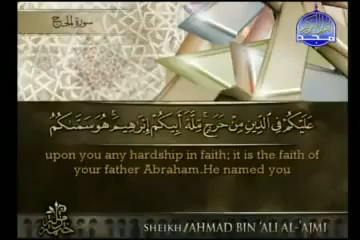 سورة الحج
عَلَيْكُمْ فِي الدِّينِ مِنْ حَرَجٍ مِّلَّةَ أَبِيكُمْ إِبْرَاهِيمَ هُوَ سَمَّاكُمُ
upon you any hardship in faith; it is the faith of
your father Abraham.He named you
SHEIKH/AHMAD BIN 'ALI AL-'AJMI